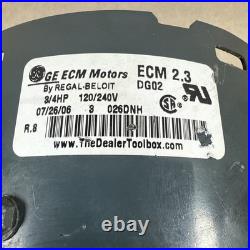 GE ECM Motors ECM 2.3
By REGAL-BELOIT DG02
3/4HP 120/240V
07/26/06 3 026DNH
R.8
www.TheDealerToolbox.com